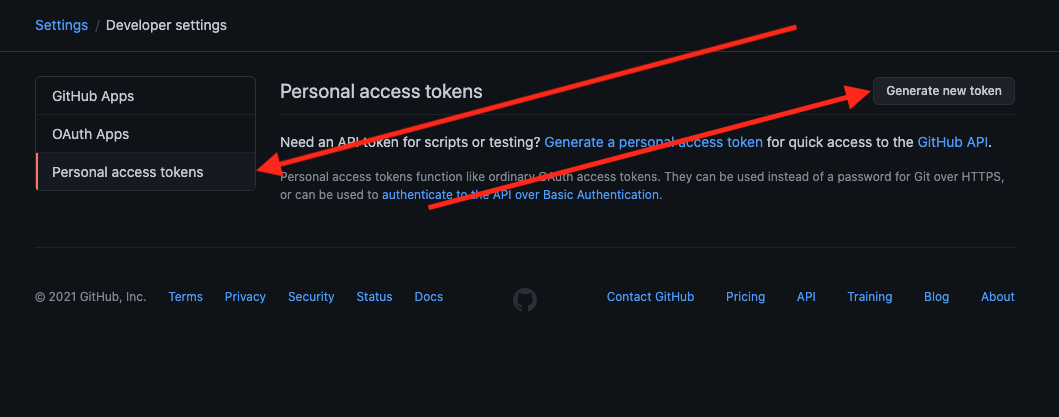 Settings / Developer settings
GitHub Apps
OAuth Apps
Personal access tokens
Personal access tokens
Generate new token
Need an API token for scripts or testing? Generate a personal access token for quick access to the GitHub API.
Personal access tokens function like ordinary OAuth access tokens. They can be used instead of a password for Git over HTTPS,
or can be used to authenticate to the API over Basic Authentication.
© 2021 GitHub, Inc. Terms Privacy Security Status Docs Contact GitHub Pricing API Training Blog About